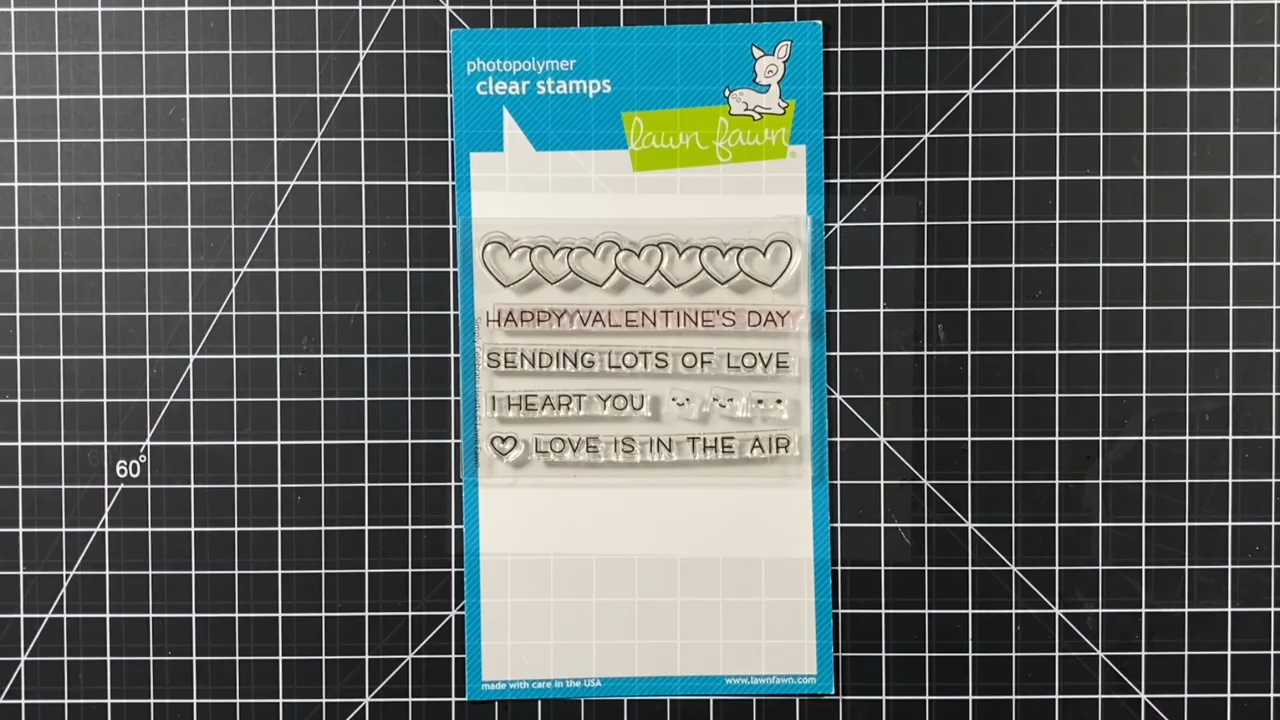 photopolymer
clear stamps
lawn fawn
HAPPY VALENTINE'S DAY
SENDING LOTS OF LOVE
I HEART YOU
LOVE IS IN THE AIR
60°
made with care in the USA
www.lawnfawn.com